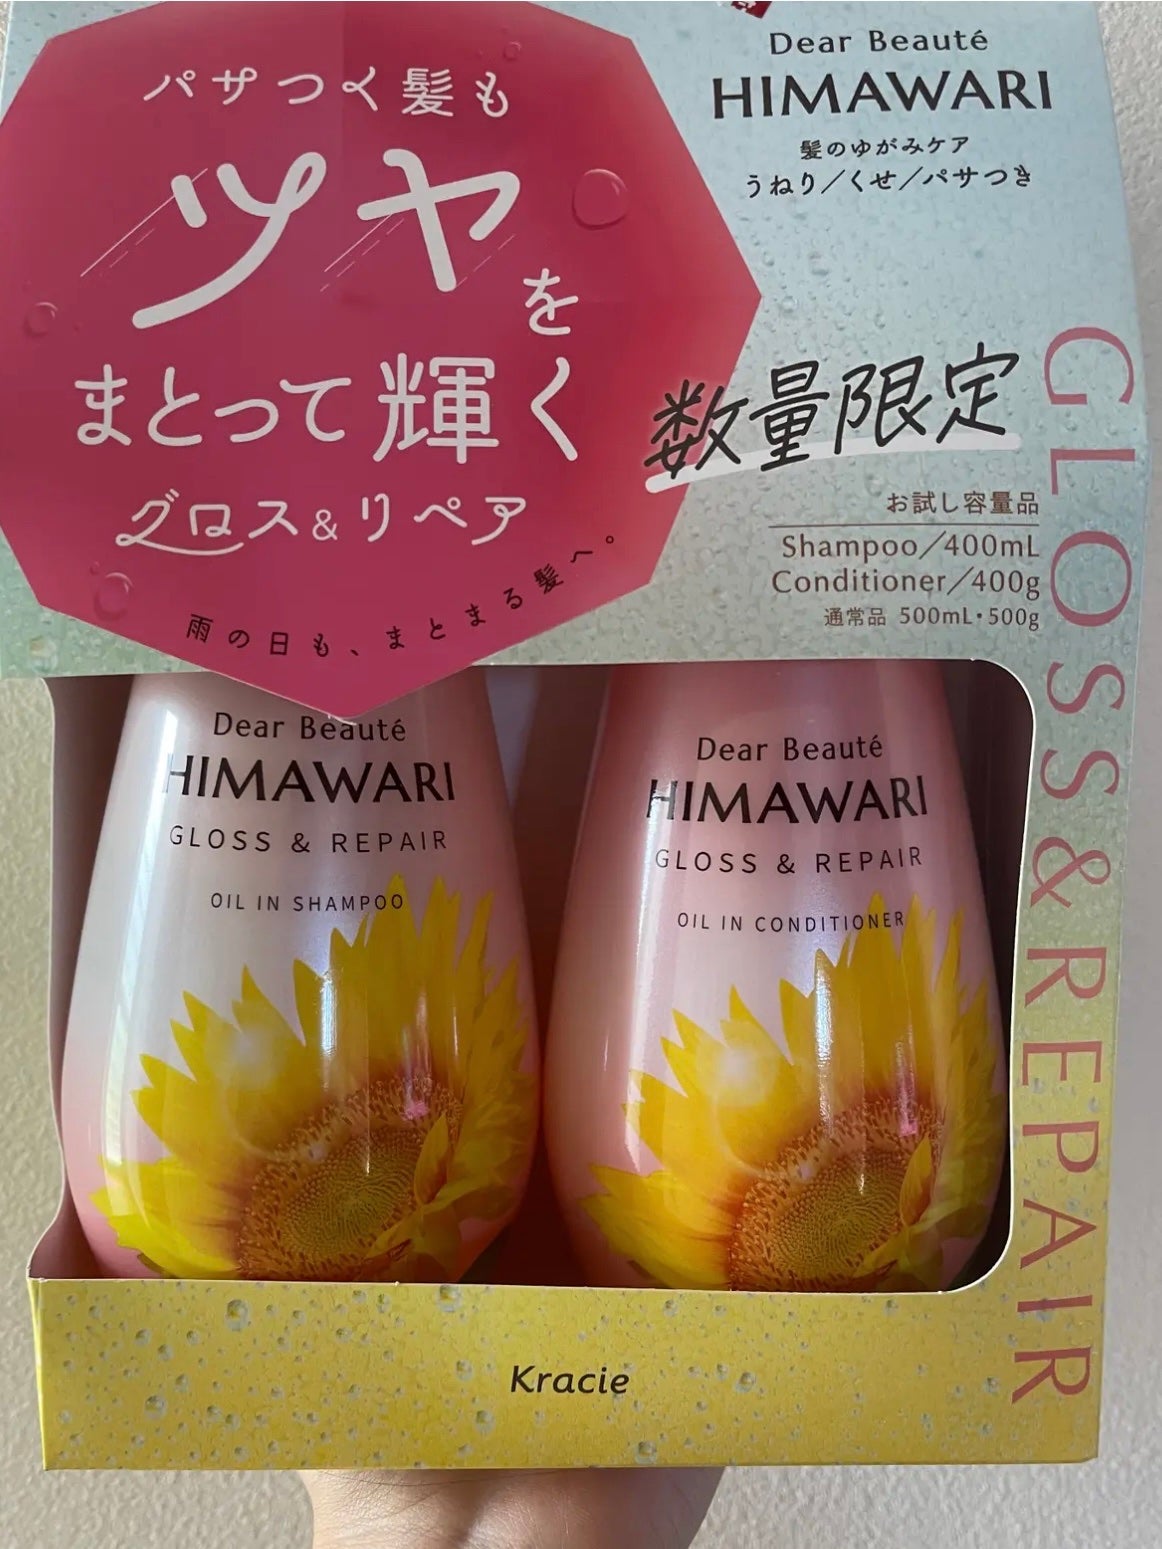 パサつく髪も
ツヤを
まとって輝く
グロス&リペア
雨の日も、まとまる髪へ。
Dear Beauté
HIMAWARI
髪のゆがみケア
うねり/くせ/パサつき
数量限定
お試し容量品
Shampoo/400mL
Conditioner/400g
通常品 500mL・500g
GLOSS & REPAIR
Dear Beauté
HIMAWARI
GLOSS & REPAIR
OIL IN SHAMPOO
Dear Beauté
HIMAWARI
GLOSS & REPAIR
OIL IN CONDITIONER
Kracie